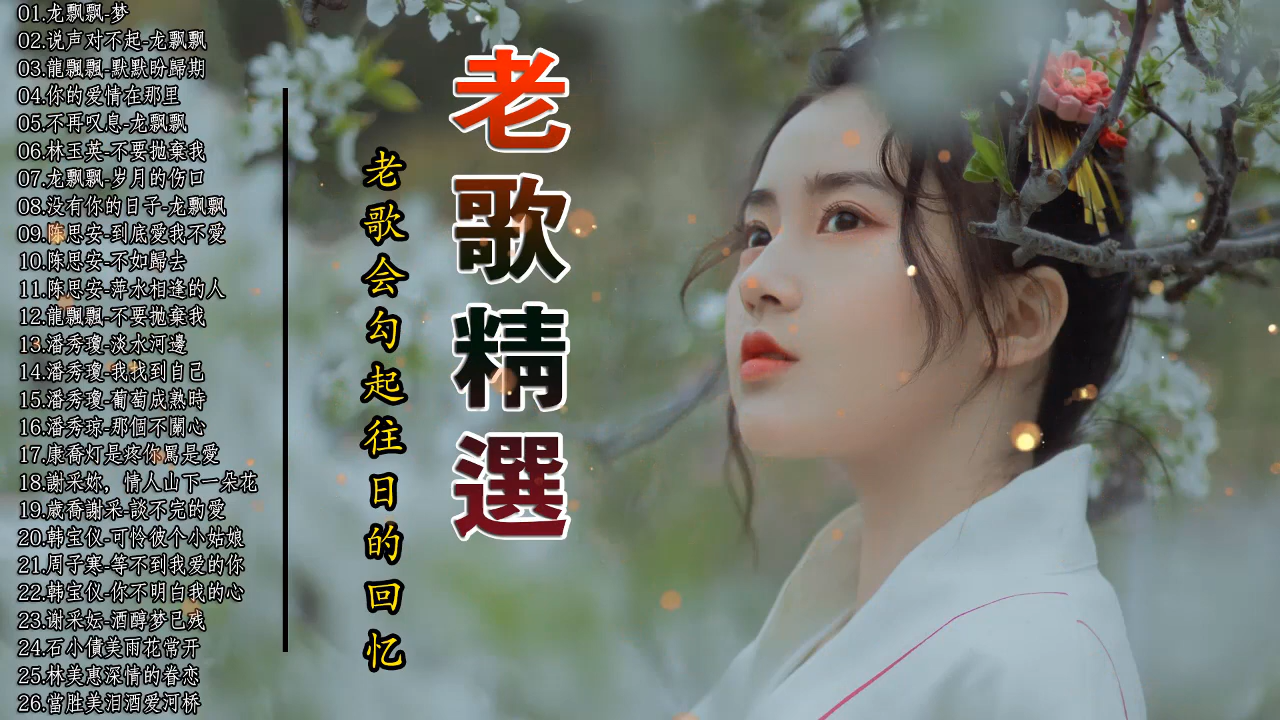 01.龙飘飘-梦
02.说声对不起-龙飘飘
03.龍飄飄-默默盼歸期
04.你的爱情在那里
05.不再叹息-龙飘飘
06.林玉英-不要抛棄我
07.龙飘飘-岁月的伤口
08.没有你的日子-龙飘飘
09.陈思安-到底爱我不爱
10.陈思安-不如歸去
11.陈思安-萍水相逢的人
12.龍飄飄-不要抛棄我
13.潘秀瓊-淡水河邊
14.潘秀瓊-我找到自己
15.潘秀瓊-葡萄成熟時
16.潘秀琼-那個不關心
17.康喬灯是疼你罵是爱
18.謝采妳，情人山下一朵花
19.歲喬謝采-談不完的愛
20.韩宝仪-可怜彼个小姑娘
21.周子寒-等不到我爱的你
22.韩宝仪-你不明白我的心
23.谢采妘-酒醇梦已残
24.石小倩美雨花常开
25.林美惠深情的眷恋
26.當胜美泪酒爱河桥
老歌会勾起往日的回忆
老歌精選